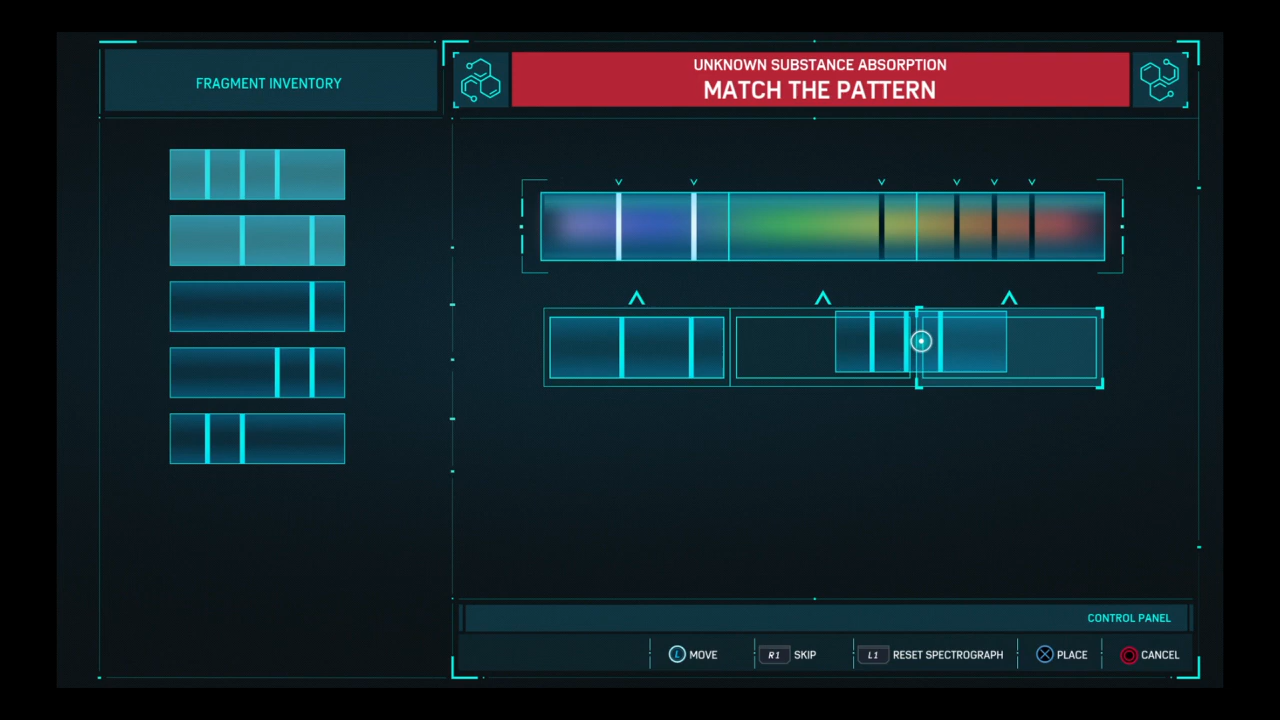 FRAGMENT INVENTORY
UNKNOWN SUBSTANCE ABSORPTION
MATCH THE PATTERN
CONTROL PANEL
L MOVE R1 SKIP L1 RESET SPECTROGRAPH PLACE CANCEL